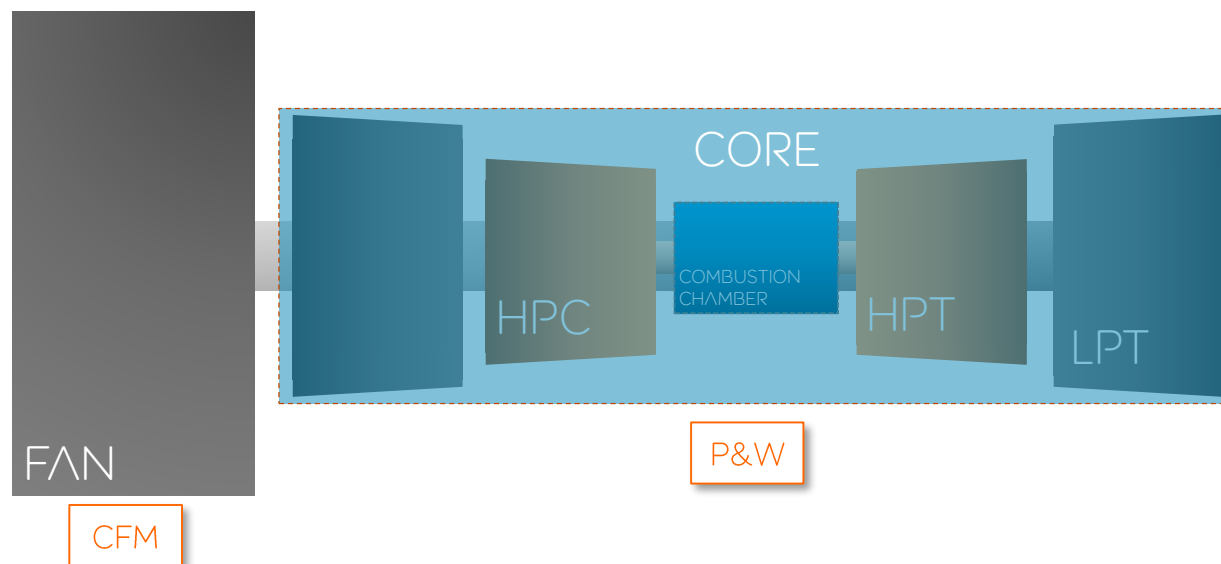 CORE
COMBUSTION
CHAMBER
HPC
HPT
LPT
FAN
P&W
CFM